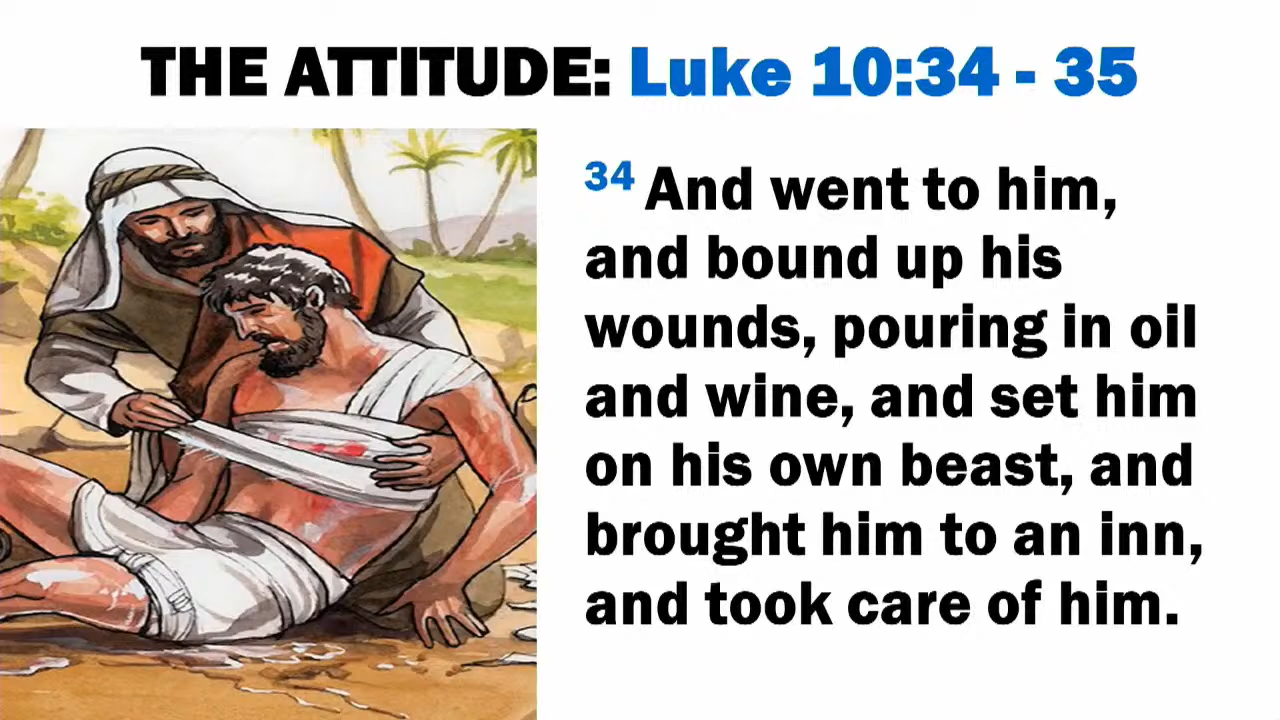 THE ATTITUDE: Luke 10:34 - 35
34 And went to him,
and bound up his
wounds, pouring in oil
and wine, and set him
on his own beast, and
brought him to an inn,
and took care of him.